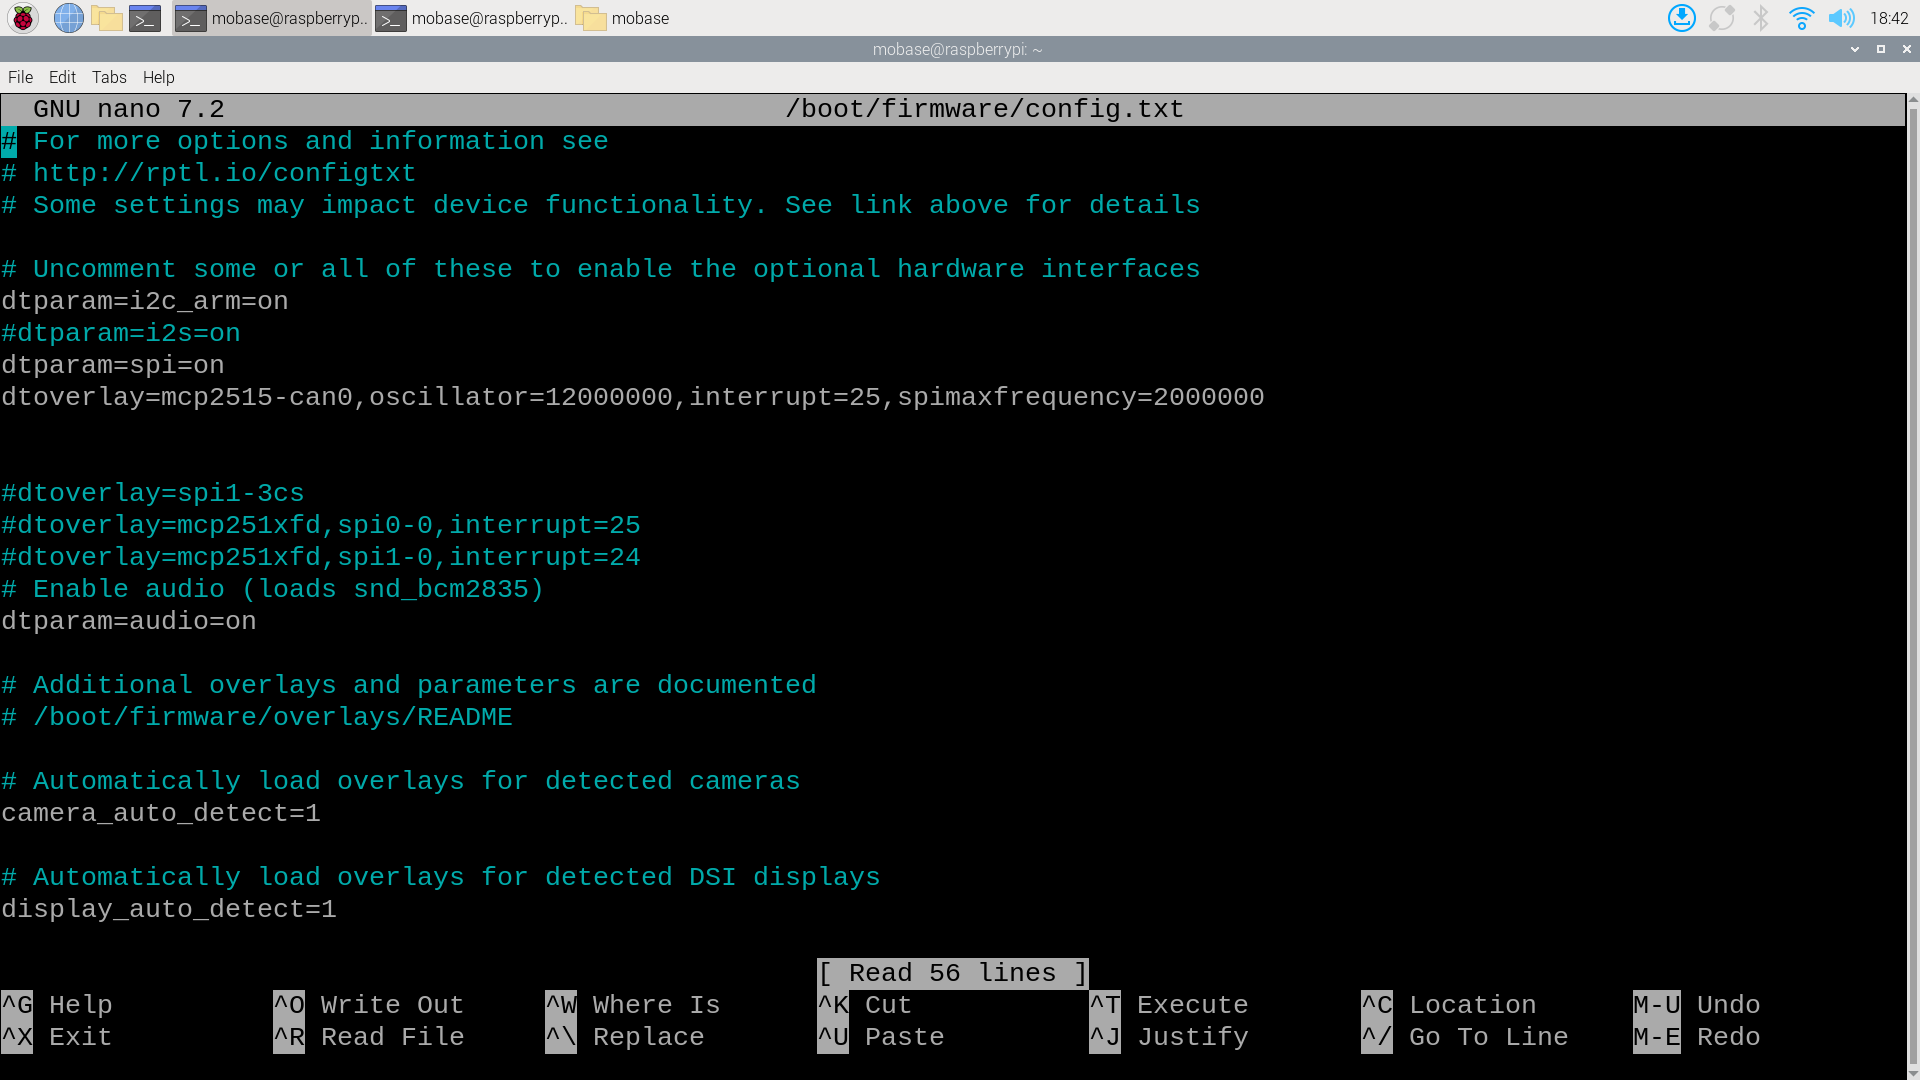 mobase@raspberryp.. mobase@raspberryp.. mobase 18:42
mobase@raspberrypi: ~
File Edit Tabs Help
GNU nano 7.2 /boot/firmware/config.txt
# For more options and information see
# http://rptl.io/configtxt
# Some settings may impact device functionality. See link above for details
# Uncomment some or all of these to enable the optional hardware interfaces
dtparam=i2c_arm=on
#dtparam=i2s=on
dtparam=spi=on
dtoverlay=mcp2515-can0,oscillator=12000000,interrupt=25,spimaxfrequency=2000000
#dtoverlay=spi1-3cs
#dtoverlay=mcp251xfd,spi0-0,interrupt=25
#dtoverlay=mcp251xfd,spi1-0,interrupt=24
# Enable audio (loads snd_bcm2835)
dtparam=audio=on
# Additional overlays and parameters are documented
# /boot/firmware/overlays/README
# Automatically load overlays for detected cameras
camera_auto_detect=1
# Automatically load overlays for detected DSI displays
display_auto_detect=1
[ Read 56 lines ]
^G Help ^O Write Out ^W Where Is ^K Cut ^T Execute ^C Location M-U Undo
^X Exit ^R Read File ^\ Replace ^U Paste ^J Justify ^/ Go To Line M-E Redo